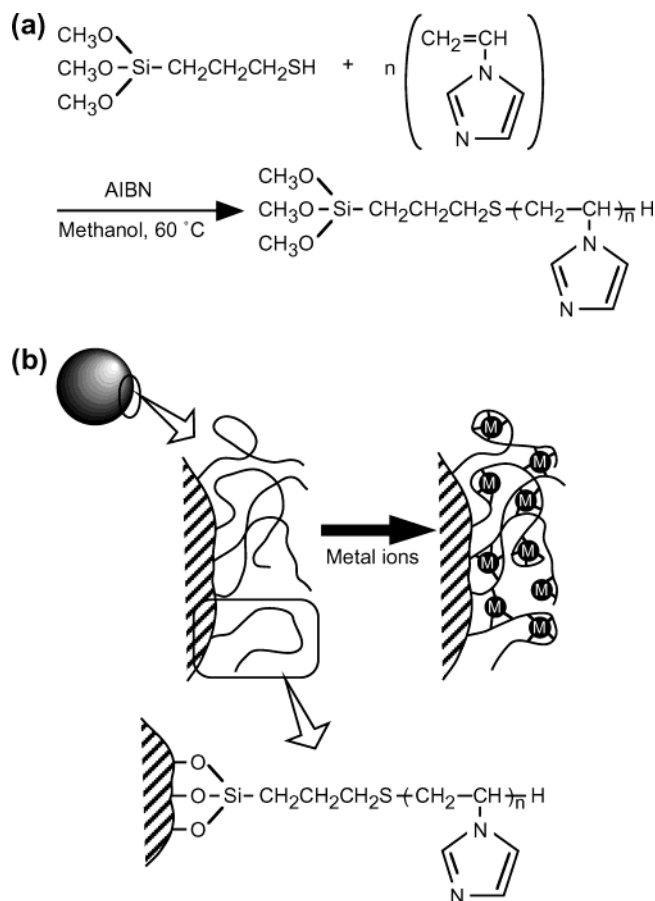 (a)
CH3O
CH3O—Si—CH2CH2CH2SH + n ( CH2=CH
CH3O
N
N
AIBN
Methanol, 60 °C
CH3O
CH3O—Si—CH2CH2CH2S—(CH2—CH)n—H
CH3O
N
N
(b)
M
M
M
M
M
M
M
M
M
Metal ions
O
O—Si—CH2CH2CH2S—(CH2—CH)n—H
O
N
N